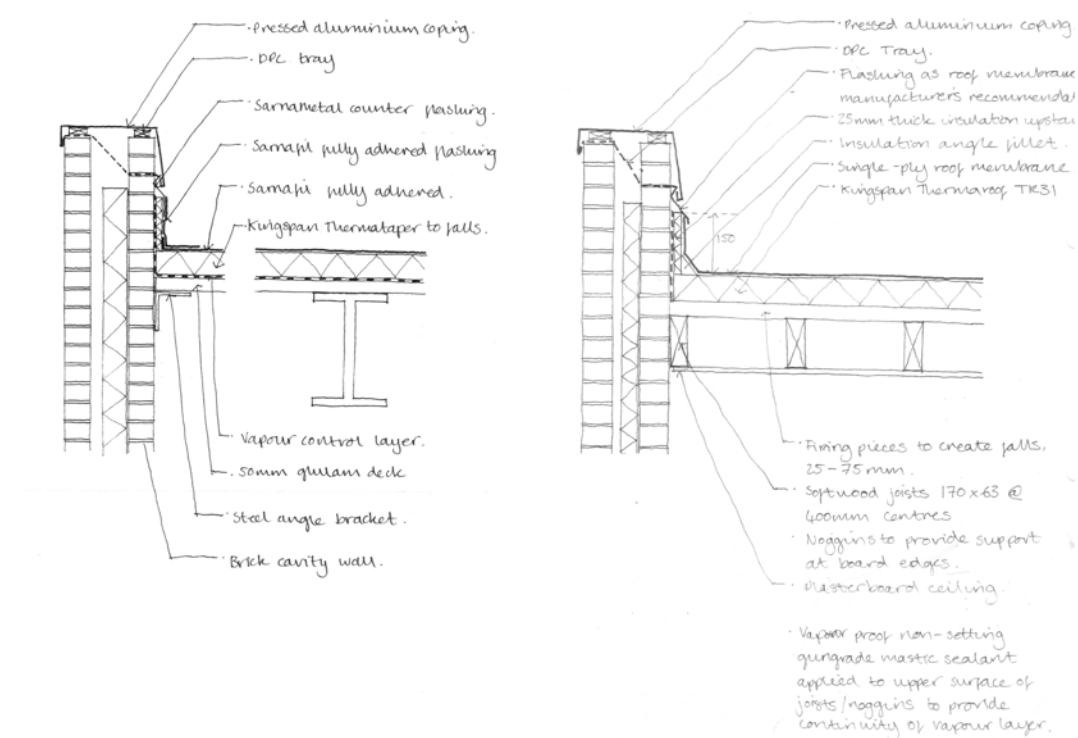 Pressed aluminium coping.
DPC tray
Sarnametal counter flashing.
Sarnafil fully adhered flashing
Sarnafil fully adhered.
Kingspan Thermataper to falls.
Vapour control layer.
50mm glulam deck
Steel angle bracket.
Brick cavity wall.
Pressed aluminium coping.
DPC Tray.
Flashing as roof membrane
manufacturer's recommendat
25mm thick insulation upsta
Insulation angle fillet.
Single-ply roof membrane
Kingspan Thermaroof TR31
150
Firring pieces to create falls,
25-75mm.
Softwood joists 170x63 @
400mm centres
Noggins to provide support
at board edges.
Plasterboard ceiling.
Vapour proof non-setting
gungrade mastic sealant
applied to upper surface of
joists/noggins to provide
continuity of vapour layer.